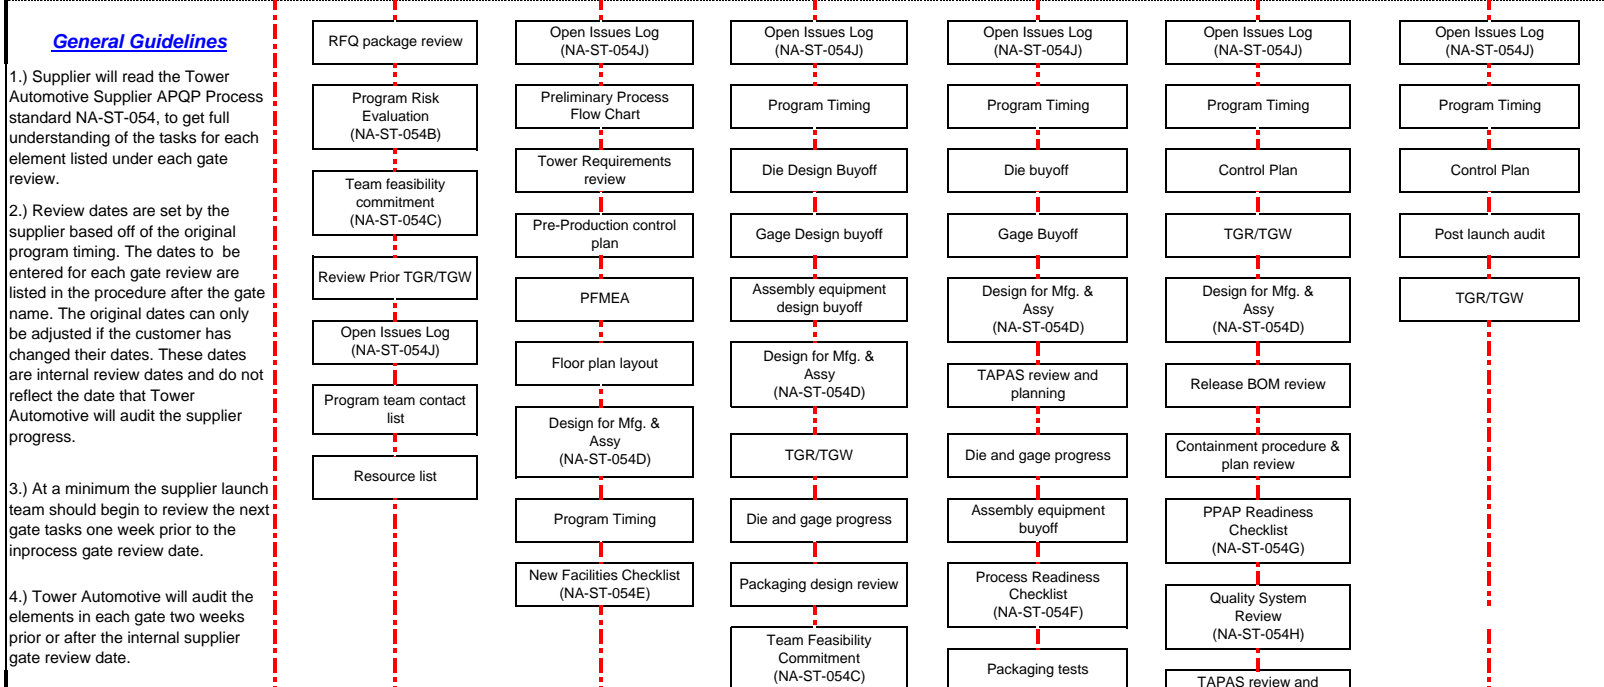 General Guidelines
1.) Supplier will read the Tower
Automotive Supplier APQP Process
standard NA-ST-054, to get full
understanding of the tasks for each
element listed under each gate
review.
2.) Review dates are set by the
supplier based off of the original
program timing. The dates to  be
entered for each gate review are
listed in the procedure after the gate
name. The original dates can only
be adjusted if the customer has
changed their dates. These dates
are internal review dates and do not
reflect the date that Tower
Automotive will audit the supplier
progress.
3.) At a minimum the supplier launch
team should begin to review the next
gate tasks one week prior to the
inprocess gate review date.
4.) Tower Automotive will audit the
elements in each gate two weeks
prior or after the internal supplier
gate review date.
RFQ package review
Program Risk
Evaluation
(NA-ST-054B)
Team feasibility
commitment
(NA-ST-054C)
Review Prior TGR/TGW
Open Issues Log
(NA-ST-054J)
Program team contact
list
Resource list
Open Issues Log
(NA-ST-054J)
Preliminary Process
Flow Chart
Tower Requirements
review
Pre-Production control
plan
PFMEA
Floor plan layout
Design for Mfg. &
Assy
(NA-ST-054D)
Program Timing
New Facilities Checklist
(NA-ST-054E)
Open Issues Log
(NA-ST-054J)
Program Timing
Die Design Buyoff
Gage Design buyoff
Assembly equipment
design buyoff
Design for Mfg. &
Assy
(NA-ST-054D)
TGR/TGW
Die and gage progress
Packaging design review
Team Feasibility
Commitment
(NA-ST-054C)
Open Issues Log
(NA-ST-054J)
Program Timing
Die buyoff
Gage Buyoff
Design for Mfg. &
Assy
(NA-ST-054D)
TAPAS review and
planning
Die and gage progress
Assembly equipment
buyoff
Process Readiness
Checklist
(NA-ST-054F)
Packaging tests
Open Issues Log
(NA-ST-054J)
Program Timing
Control Plan
TGR/TGW
Design for Mfg. &
Assy
(NA-ST-054D)
Release BOM review
Containment procedure &
plan review
PPAP Readiness
Checklist
(NA-ST-054G)
Quality System
Review
(NA-ST-054H)
TAPAS review and
Open Issues Log
(NA-ST-054J)
Program Timing
Control Plan
Post launch audit
TGR/TGW